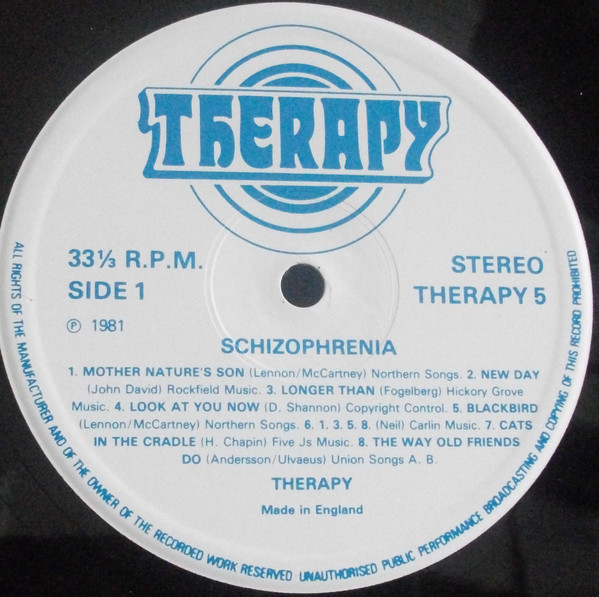 THERAPY
33⅓ R.P.M.
SIDE 1
℗ 1981
STEREO
THERAPY 5
SCHIZOPHRENIA
1. MOTHER NATURE'S SON (Lennon/McCartney) Northern Songs. 2. NEW DAY
(John David) Rockfield Music. 3. LONGER THAN (Fogelberg) Hickory Grove
Music. 4. LOOK AT YOU NOW (D. Shannon) Copyright Control. 5. BLACKBIRD
(Lennon/McCartney) Northern Songs. 6. 1. 3. 5. 8. (Neil) Carlin Music. 7. CATS
IN THE CRADLE (H. Chapin) Five Js Music. 8. THE WAY OLD FRIENDS
DO (Andersson/Ulvaeus) Union Songs A. B.
THERAPY
Made in England
ALL RIGHTS OF THE MANUFACTURER AND OF THE OWNER OF THE RECORDED WORK RESERVED UNAUTHORISED PUBLIC PERFORMANCE BROADCASTING AND COPYING OF THIS RECORD PROHIBITED